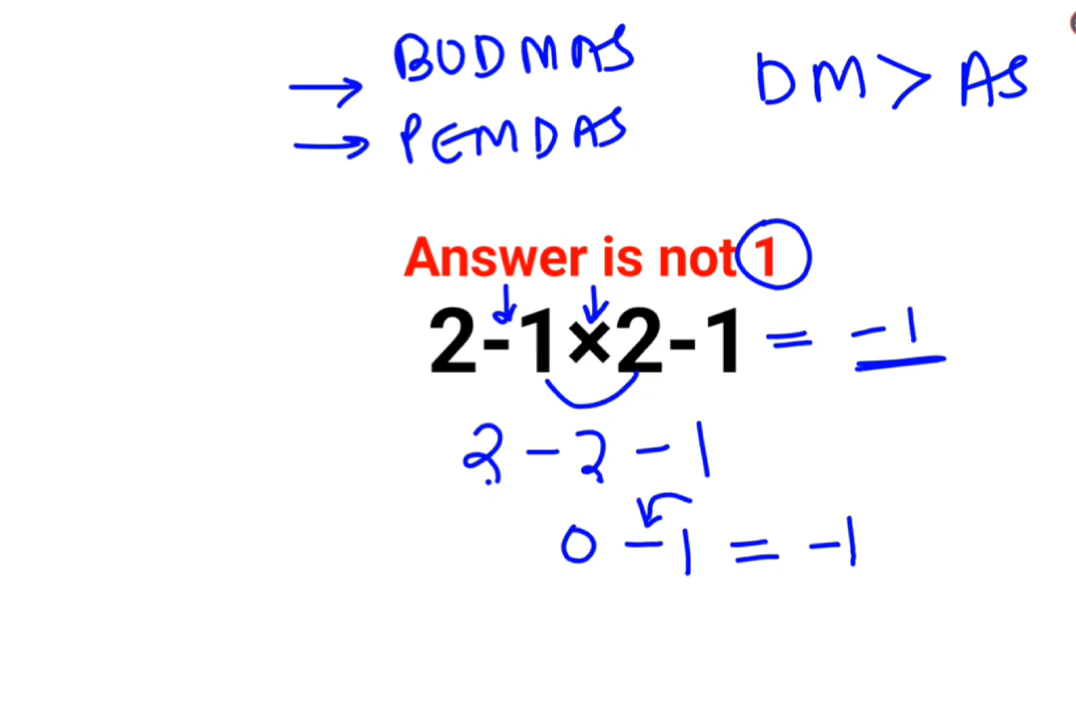 → BODMAS
→ PEMDAS
DM > AS
Answer is not 1
2-1×2-1 = -1
2 - 2 - 1
0 - 1 = -1